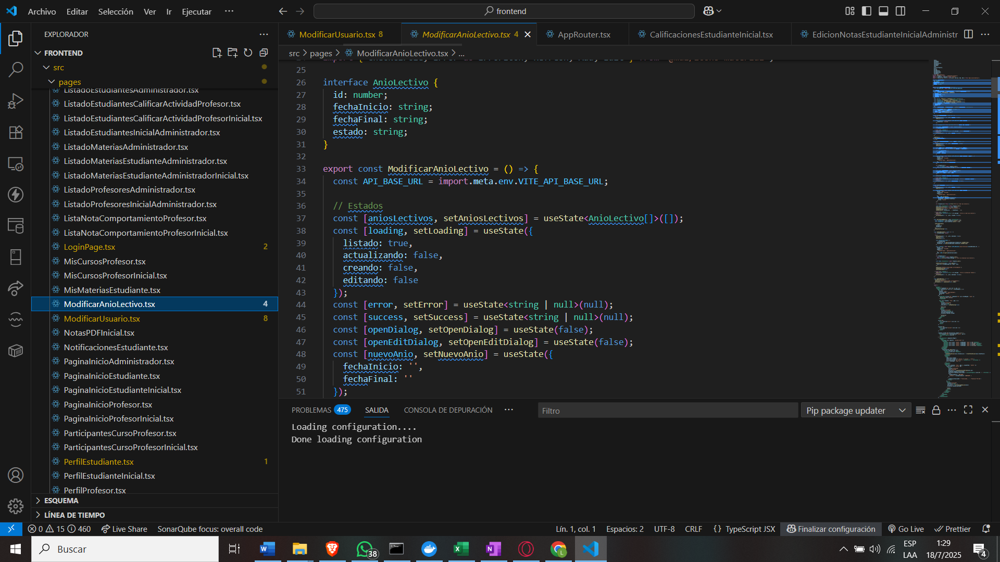 Archivo Editar Selección Ver Ir Ejecutar ···
frontend
EXPLORADOR
FRONTEND
src
pages
ListadoEstudiantesAdministrador.tsx
ListadoEstudiantesCalificarActividadProfesor.tsx
ListadoEstudiantesCalificarActividadProfesorInicial.tsx
ListadoEstudiantesInicialAdministrador.tsx
ListadoMateriasAdministrador.tsx
ListadoMateriasEstudianteAdministrador.tsx
ListadoMateriasEstudianteAdministradorInicial.tsx
ListadoProfesoresAdministrador.tsx
ListadoProfesoresInicialAdministrador.tsx
ListaNotaComportamientoProfesor.tsx
ListaNotaComportamientoProfesorInicial.tsx
LoginPage.tsx 2
MisCursosProfesor.tsx
MisCursosProfesorInicial.tsx
MisMateriasEstudiante.tsx
ModificarAnioLectivo.tsx 4
ModificarUsuario.tsx 8
NotasPDFInicial.tsx
NotificacionesEstudiante.tsx
PaginaInicioAdministrador.tsx
PaginaInicioEstudiante.tsx
PaginaInicioEstudianteInicial.tsx
PaginaInicioProfesor.tsx
PaginaInicioProfesorInicial.tsx
ParticipantesCursoProfesor.tsx
ParticipantesCursoProfesorInicial.tsx
PerfilEstudiante.tsx 1
PerfilEstudianteInicial.tsx
PerfilProfesor.tsx
ESQUEMA
LÍNEA DE TIEMPO
ModificarUsuario.tsx 8 ModificarAnioLectivo.tsx 4 AppRouter.tsx CalificacionesEstudianteInicial.tsx EdicionNotasEstudianteInicialAdministr
src > pages > ModificarAnioLectivo.tsx > ...
25
26 interface AnioLectivo {
27 id: number;
28 fechaInicio: string;
29 fechaFinal: string;
30 estado: string;
31 }
32
33 export const ModificarAnioLectivo = () => {
34 const API_BASE_URL = import.meta.env.VITE_API_BASE_URL;
35
36 // Estados
37 const [aniosLectivos, setAniosLectivos] = useState<AnioLectivo[]>([]);
38 const [loading, setLoading] = useState({
39 listado: true,
40 actualizando: false,
41 creando: false,
42 editando: false
43 });
44 const [error, setError] = useState<string | null>(null);
45 const [success, setSuccess] = useState<string | null>(null);
46 const [openDialog, setOpenDialog] = useState(false);
47 const [openEditDialog, setOpenEditDialog] = useState(false);
48 const [nuevoAnio, setNuevoAnio] = useState({
49 fechaInicio: '',
50 fechaFinal: ''
51 });
PROBLEMAS 475 SALIDA CONSOLA DE DEPURACIÓN ··· Filtro Pip package updater
Loading configuration....
Done loading configuration
0 15 460 Live Share SonarQube focus: overall code Lín. 1, col. 1 Espacios: 2 UTF-8 CRLF {} TypeScript JSX Finalizar configuración Go Live Prettier
Buscar
38
ESP
LAA
1:29
18/7/2025
4